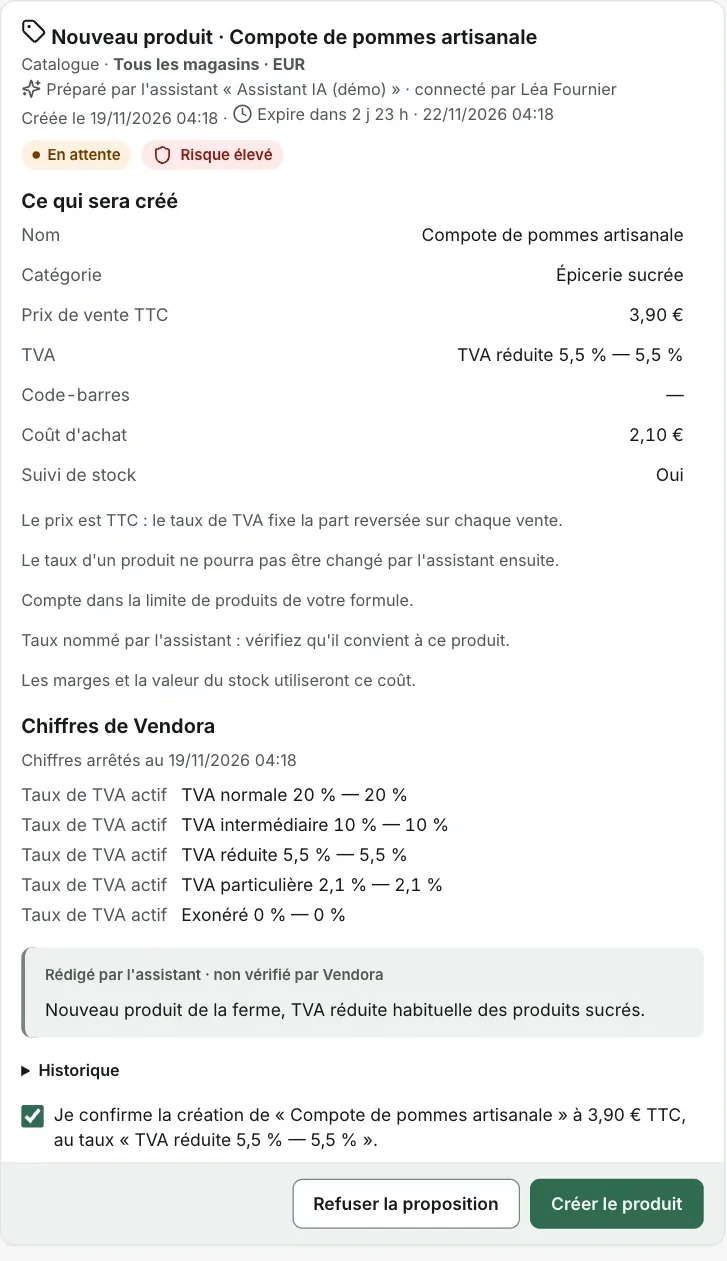 Nouveau produit · Compote de pommes artisanale
Catalogue · Tous les magasins · EUR
Préparé par l'assistant « Assistant IA (démo) » · connecté par Léa Fournier
Créée le 19/11/2026 04:18 · Expire dans 2 j 23 h · 22/11/2026 04:18
En attente Risque élevé
Ce qui sera créé
Nom Compote de pommes artisanale
Catégorie Épicerie sucrée
Prix de vente TTC 3,90 €
TVA TVA réduite 5,5 % — 5,5 %
Code-barres —
Coût d'achat 2,10 €
Suivi de stock Oui
Le prix est TTC : le taux de TVA fixe la part reversée sur chaque vente.
Le taux d'un produit ne pourra pas être changé par l'assistant ensuite.
Compte dans la limite de produits de votre formule.
Taux nommé par l'assistant : vérifiez qu'il convient à ce produit.
Les marges et la valeur du stock utiliseront ce coût.
Chiffres de Vendora
Chiffres arrêtés au 19/11/2026 04:18
Taux de TVA actif TVA normale 20 % — 20 %
Taux de TVA actif TVA intermédiaire 10 % — 10 %
Taux de TVA actif TVA réduite 5,5 % — 5,5 %
Taux de TVA actif TVA particulière 2,1 % — 2,1 %
Taux de TVA actif Exonéré 0 % — 0 %
Rédigé par l'assistant · non vérifié par Vendora
Nouveau produit de la ferme, TVA réduite habituelle des produits sucrés.
Historique
Je confirme la création de « Compote de pommes artisanale » à 3,90 € TTC,
au taux « TVA réduite 5,5 % — 5,5 % ».
Refuser la proposition Créer le produit